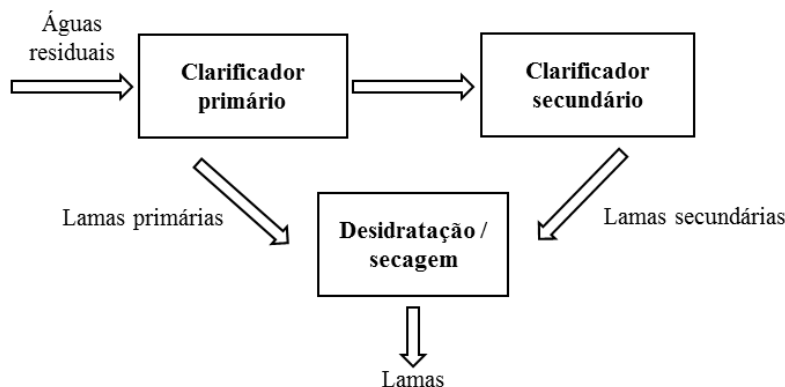 Águas
residuais
Clarificador
primário
Clarificador
secundário
Lamas primárias
Desidratação /
secagem
Lamas secundárias
Lamas